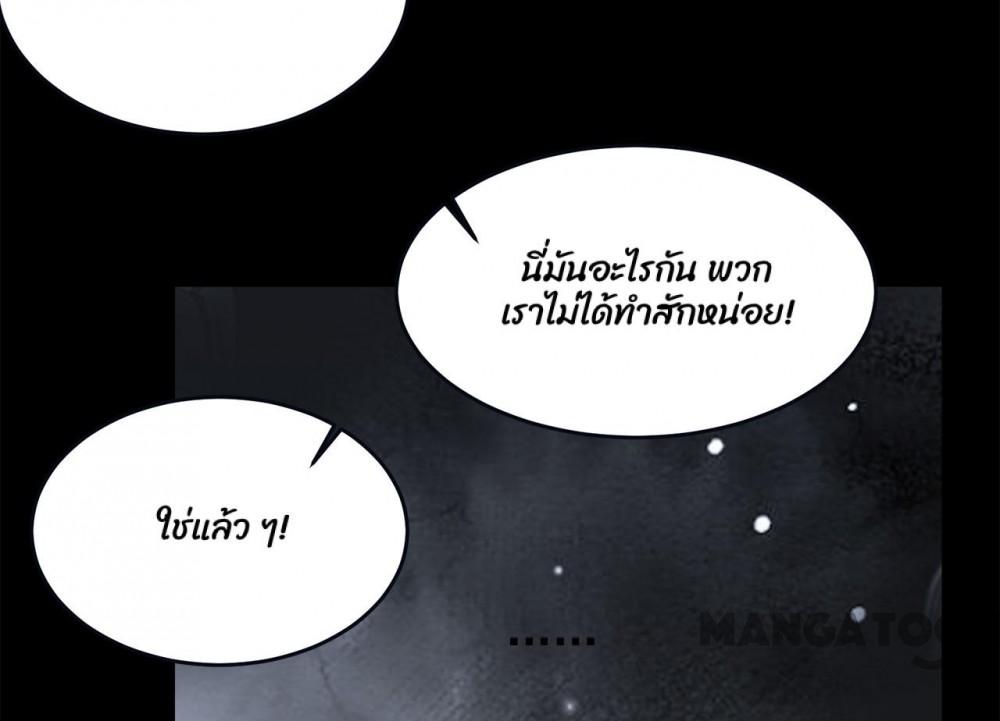 นี่มันอะไรกัน พวก
เราไม่ได้ทำสักหน่อย!
ใช่แล้ว ๆ!
......
MANGATOO